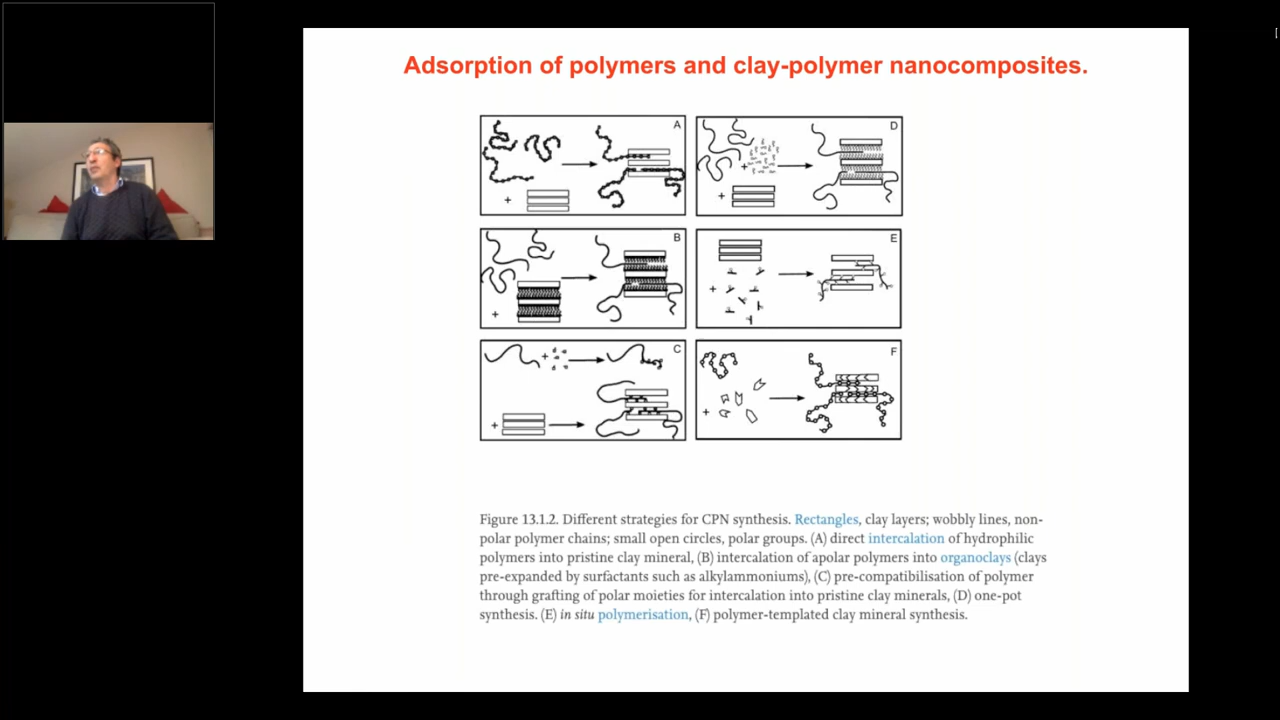 Adsorption of polymers and clay-polymer nanocomposites.
A
D
B
E
C
F
Figure 13.1.2. Different strategies for CPN synthesis. Rectangles, clay layers; wobbly lines, non-
polar polymer chains; small open circles, polar groups. (A) direct intercalation of hydrophilic
polymers into pristine clay mineral, (B) intercalation of apolar polymers into organoclays (clays
pre-expanded by surfactants such as alkylammoniums), (C) pre-compatibilisation of polymer
through grafting of polar moieties for intercalation into pristine clay minerals, (D) one-pot
synthesis. (E) in situ polymerisation, (F) polymer-templated clay mineral synthesis.